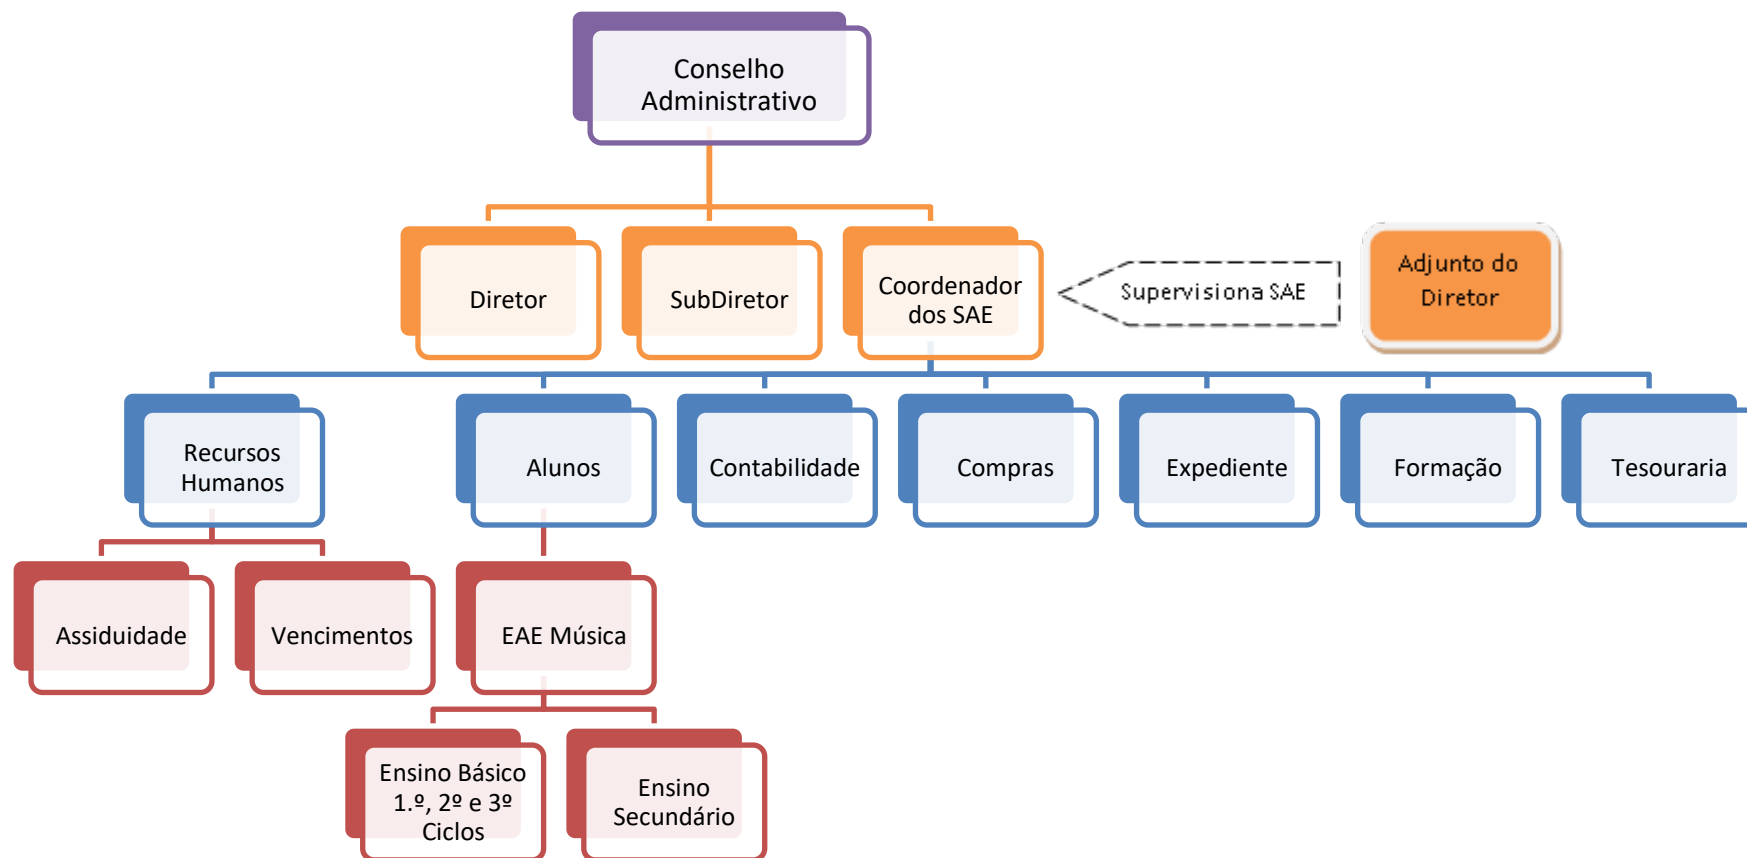 Conselho
Administrativo
Diretor
SubDiretor
Coordenador
dos SAE
Supervisiona SAE
Adjunto do
Diretor
Recursos
Humanos
Alunos
Contabilidade
Compras
Expediente
Formação
Tesouraria
Assiduidade
Vencimentos
EAE Música
Ensino Básico
1.º, 2º e 3º
Ciclos
Ensino
Secundário